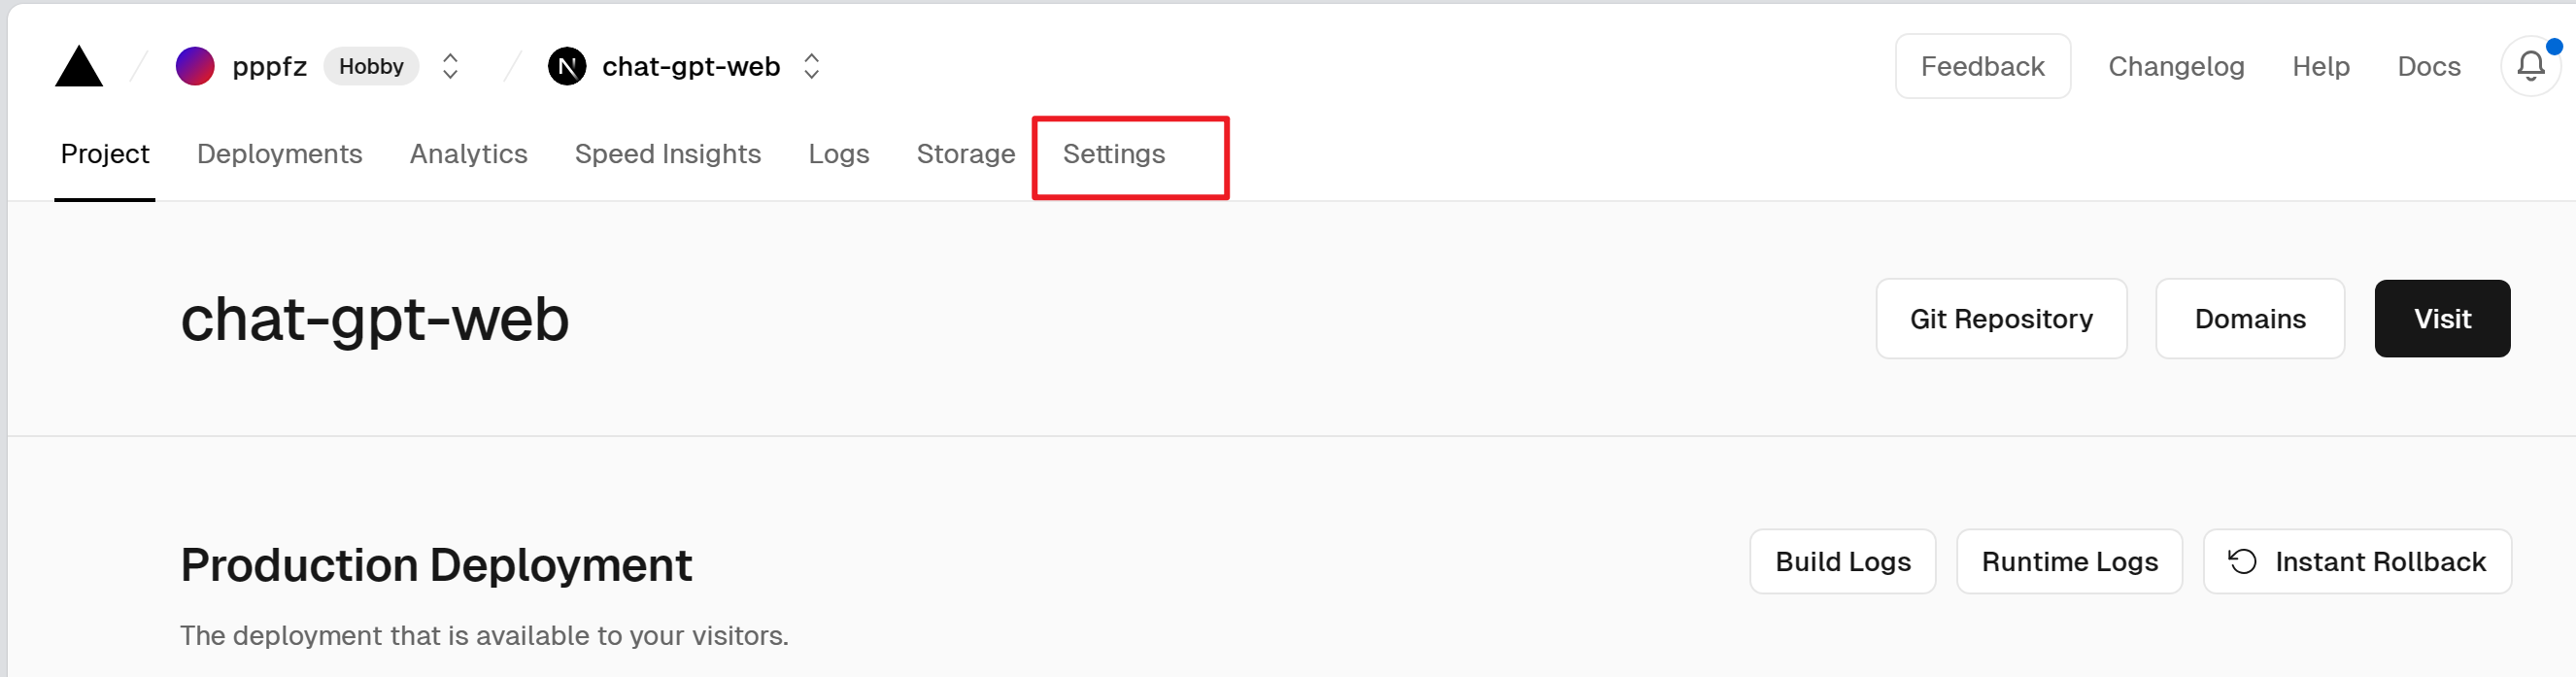 pppfz Hobby chat-gpt-web Feedback Changelog Help Docs
Project Deployments Analytics Speed Insights Logs Storage Settings
chat-gpt-web Git Repository Domains Visit
Production Deployment Build Logs Runtime Logs Instant Rollback
The deployment that is available to your visitors.